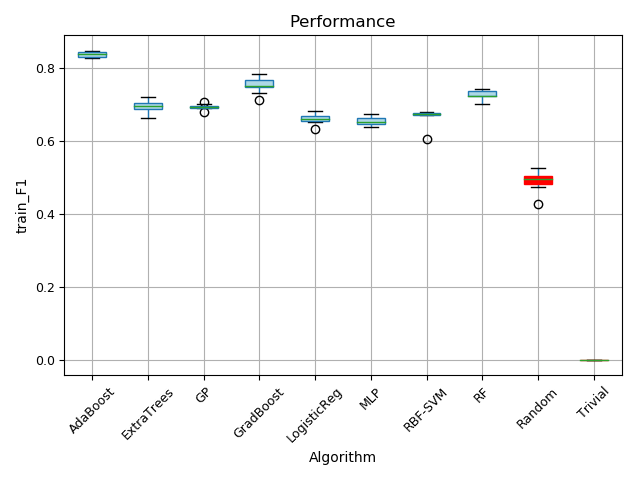 Performance
train_F1
0.8
0.6
0.4
0.2
0.0
AdaBoost
ExtraTrees
GP
GradBoost
LogisticReg
MLP
RBF-SVM
RF
Random
Trivial
Algorithm